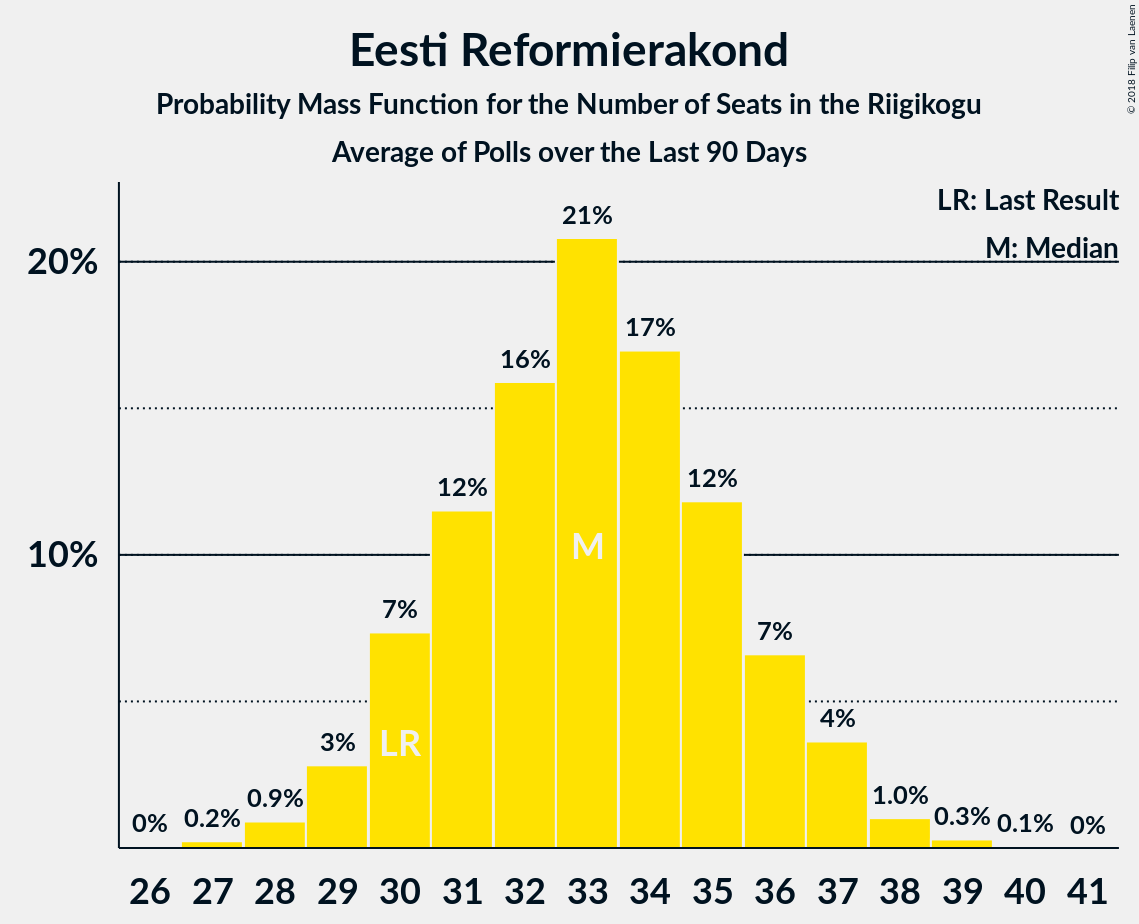 Eesti Reformierakond
Probability Mass Function for the Number of Seats in the Riigikogu
Average of Polls over the Last 90 Days
© 2018 Filip van Laenen
LR: Last Result
M: Median
20%
10%
0%
0.2%
0.9%
3%
7%
12%
16%
21%
17%
12%
7%
4%
1.0%
0.3%
0.1%
0%
LR
M
26 27 28 29 30 31 32 33 34 35 36 37 38 39 40 41